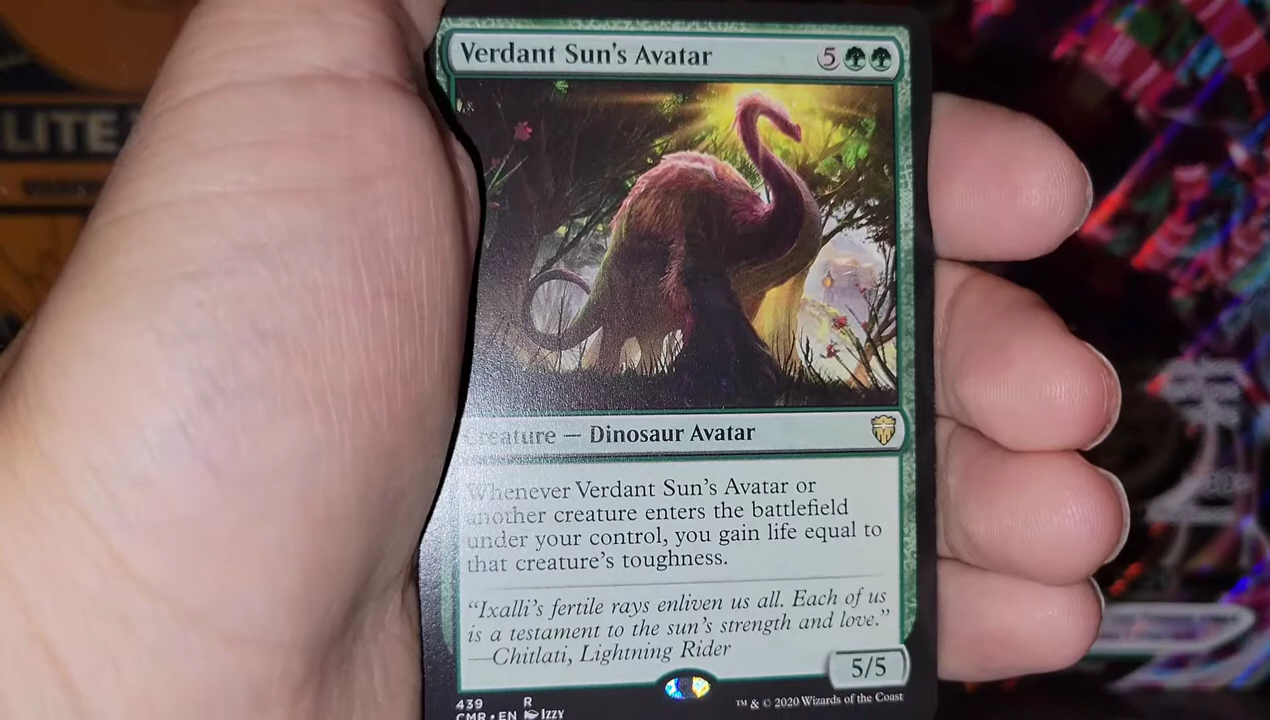 LITE
Verdant Sun's Avatar 5
Creature — Dinosaur Avatar
Whenever Verdant Sun's Avatar or
another creature enters the battlefield
under your control, you gain life equal to
that creature's toughness.
“Ixalli's fertile rays enliven us all. Each of us
is a testament to the sun's strength and love.”
—Chitlati, Lightning Rider
5/5
439 R
CMR • EN Izzy
™ & © 2020 Wizards of the Coast